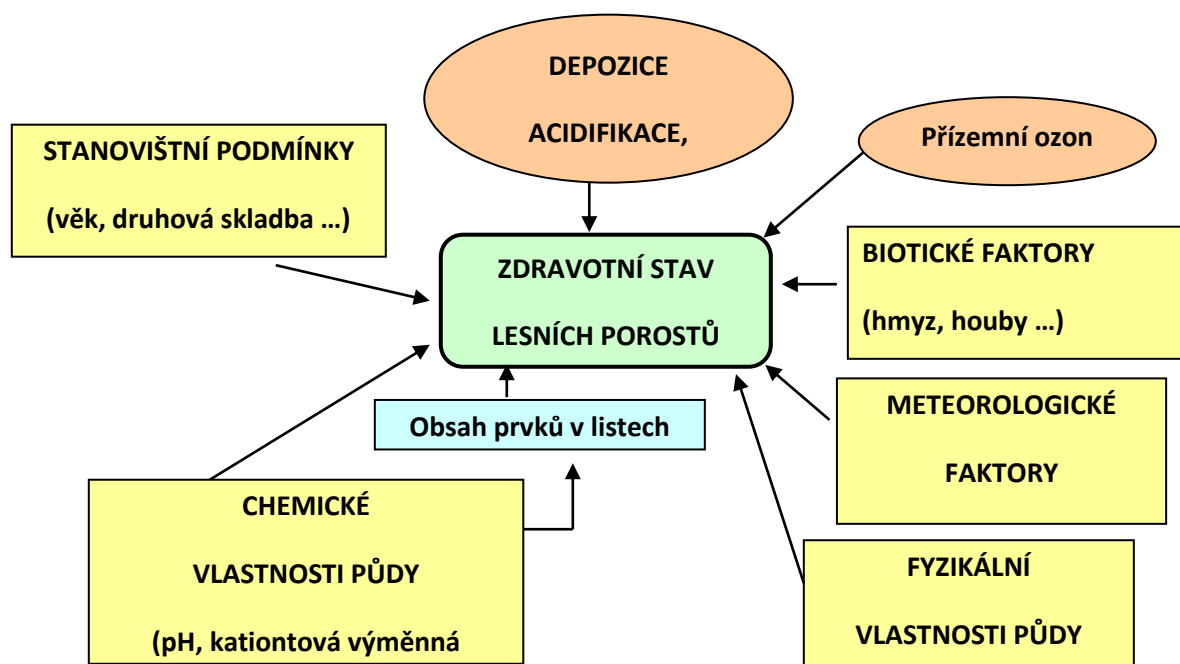 DEPOZICE
ACIDIFIKACE,
Přízemní ozon
STANOVIŠTNÍ PODMÍNKY
(věk, druhová skladba ...)
ZDRAVOTNÍ STAV
LESNÍCH POROSTŮ
BIOTICKÉ FAKTORY
(hmyz, houby ...)
METEOROLOGICKÉ
FAKTORY
Obsah prvků v listech
CHEMICKÉ
VLASTNOSTI PŮDY
(pH, kationtová výměnná
FYZIKÁLNÍ
VLASTNOSTI PŮDY